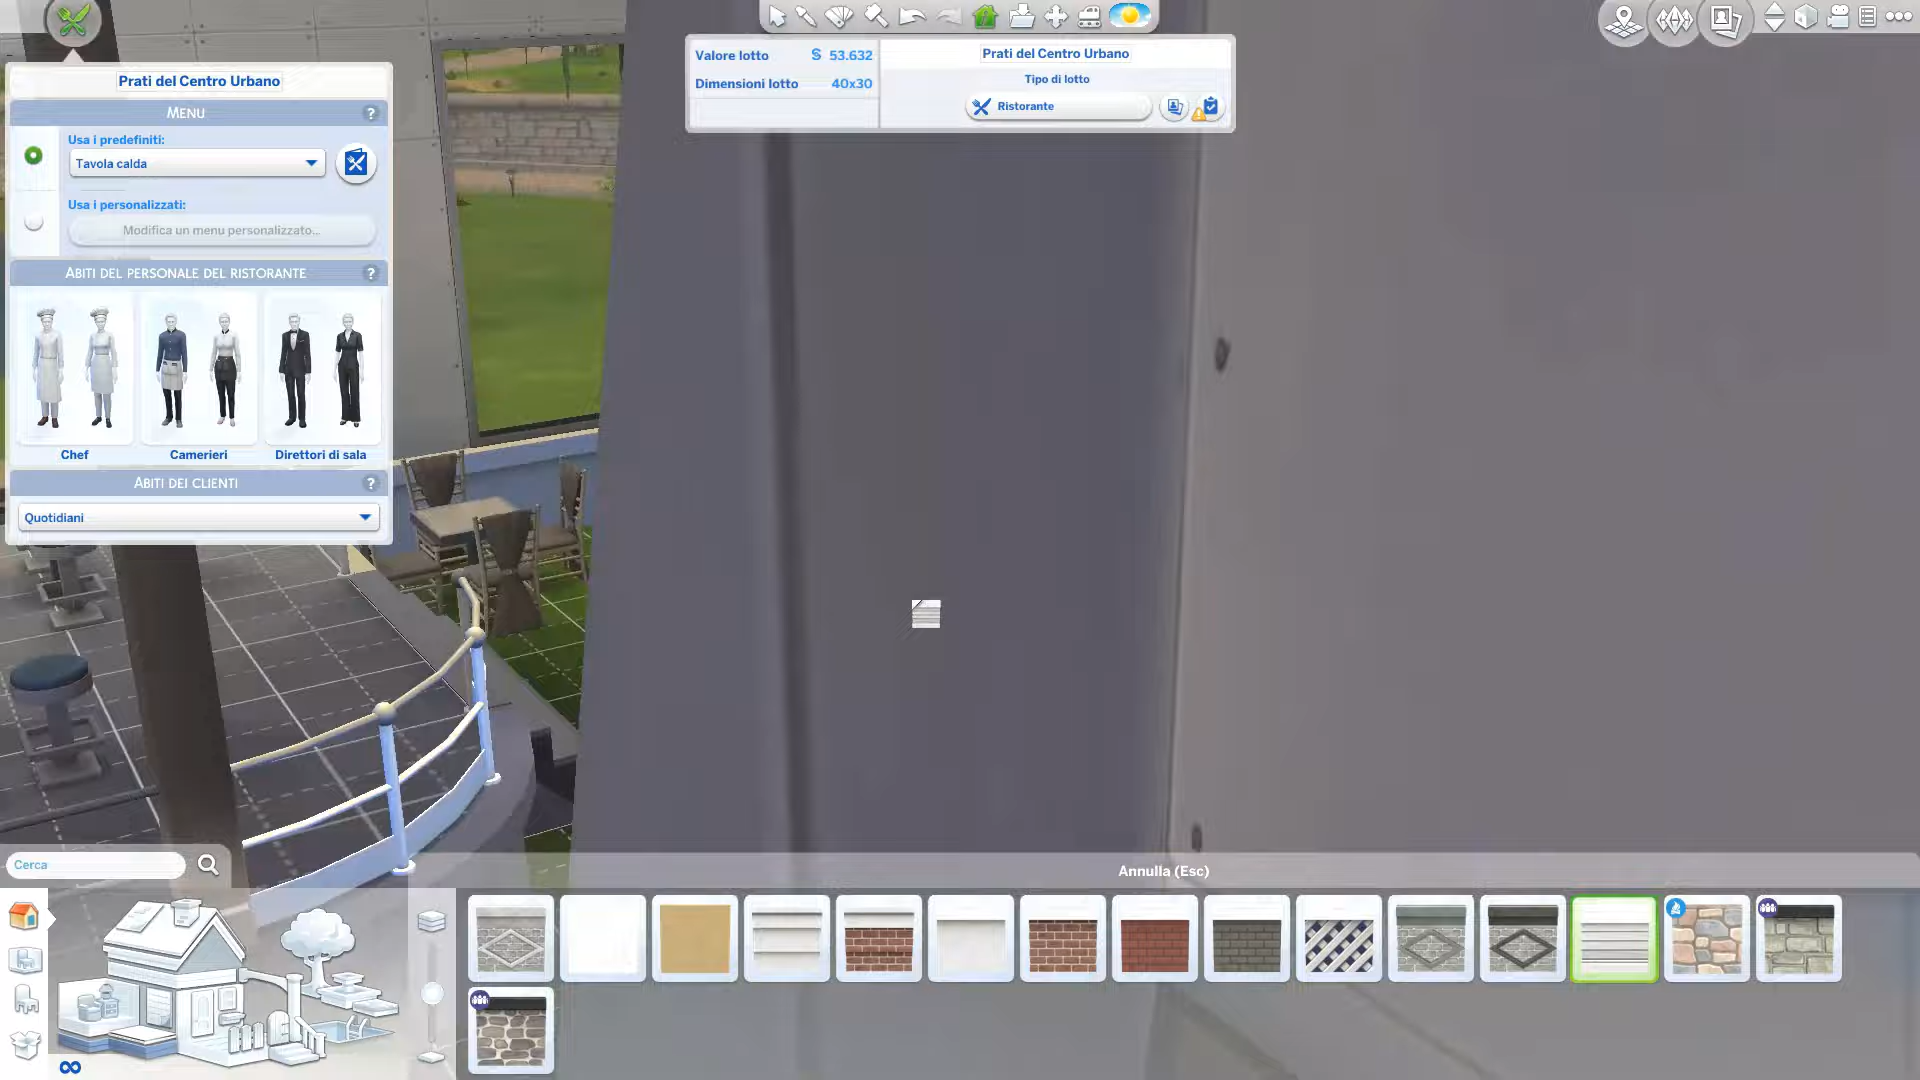 Prati del Centro Urbano
MENU
?
Usa i predefiniti:
Tavola calda
Usa i personalizzati:
Modifica un menu personalizzato...
ABITI DEL PERSONALE DEL RISTORANTE
?
Chef
Camerieri
Direttori di sala
ABITI DEI CLIENTI
?
Quotidiani
Valore lotto
§ 53.632
Dimensioni lotto
40x30
Prati del Centro Urbano
Tipo di lotto
Ristorante
Cerca
Annulla (Esc)